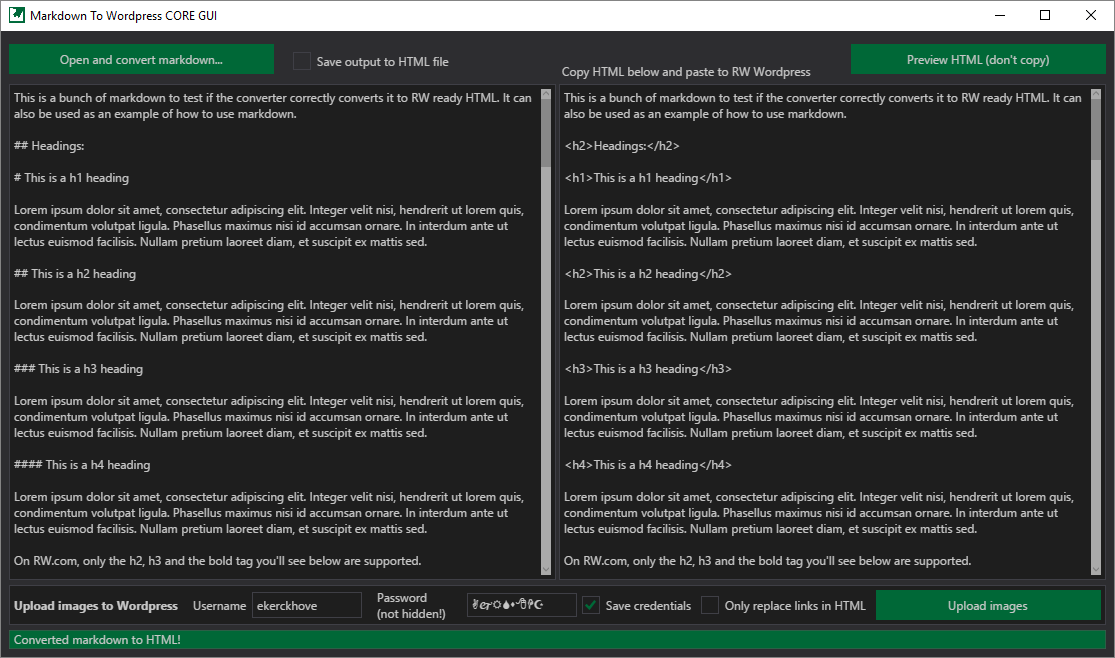 Markdown To Wordpress CORE GUI
Open and convert markdown...
Save output to HTML file
Copy HTML below and paste to RW Wordpress
Preview HTML (don't copy)
This is a bunch of markdown to test if the converter correctly converts it to RW ready HTML. It can
also be used as an example of how to use markdown.
## Headings:
# This is a h1 heading
Lorem ipsum dolor sit amet, consectetur adipiscing elit. Integer velit nisi, hendrerit ut lorem quis,
condimentum volutpat ligula. Phasellus maximus nisi id accumsan ornare. In interdum ante ut
lectus euismod facilisis. Nullam pretium laoreet diam, et suscipit ex mattis sed.
## This is a h2 heading
Lorem ipsum dolor sit amet, consectetur adipiscing elit. Integer velit nisi, hendrerit ut lorem quis,
condimentum volutpat ligula. Phasellus maximus nisi id accumsan ornare. In interdum ante ut
lectus euismod facilisis. Nullam pretium laoreet diam, et suscipit ex mattis sed.
### This is a h3 heading
Lorem ipsum dolor sit amet, consectetur adipiscing elit. Integer velit nisi, hendrerit ut lorem quis,
condimentum volutpat ligula. Phasellus maximus nisi id accumsan ornare. In interdum ante ut
lectus euismod facilisis. Nullam pretium laoreet diam, et suscipit ex mattis sed.
#### This is a h4 heading
Lorem ipsum dolor sit amet, consectetur adipiscing elit. Integer velit nisi, hendrerit ut lorem quis,
condimentum volutpat ligula. Phasellus maximus nisi id accumsan ornare. In interdum ante ut
lectus euismod facilisis. Nullam pretium laoreet diam, et suscipit ex mattis sed.
On RW.com, only the h2, h3 and the bold tag you'll see below are supported.
This is a bunch of markdown to test if the converter correctly converts it to RW ready HTML. It can
also be used as an example of how to use markdown.
<h2>Headings:</h2>
<h1>This is a h1 heading</h1>
Lorem ipsum dolor sit amet, consectetur adipiscing elit. Integer velit nisi, hendrerit ut lorem quis,
condimentum volutpat ligula. Phasellus maximus nisi id accumsan ornare. In interdum ante ut
lectus euismod facilisis. Nullam pretium laoreet diam, et suscipit ex mattis sed.
<h2>This is a h2 heading</h2>
Lorem ipsum dolor sit amet, consectetur adipiscing elit. Integer velit nisi, hendrerit ut lorem quis,
condimentum volutpat ligula. Phasellus maximus nisi id accumsan ornare. In interdum ante ut
lectus euismod facilisis. Nullam pretium laoreet diam, et suscipit ex mattis sed.
<h3>This is a h3 heading</h3>
Lorem ipsum dolor sit amet, consectetur adipiscing elit. Integer velit nisi, hendrerit ut lorem quis,
condimentum volutpat ligula. Phasellus maximus nisi id accumsan ornare. In interdum ante ut
lectus euismod facilisis. Nullam pretium laoreet diam, et suscipit ex mattis sed.
<h4>This is a h4 heading</h4>
Lorem ipsum dolor sit amet, consectetur adipiscing elit. Integer velit nisi, hendrerit ut lorem quis,
condimentum volutpat ligula. Phasellus maximus nisi id accumsan ornare. In interdum ante ut
lectus euismod facilisis. Nullam pretium laoreet diam, et suscipit ex mattis sed.
On RW.com, only the h2, h3 and the bold tag you'll see below are supported.
Upload images to Wordpress
Username
ekerckhove
Password
(not hidden!)
Save credentials
Only replace links in HTML
Upload images
Converted markdown to HTML!